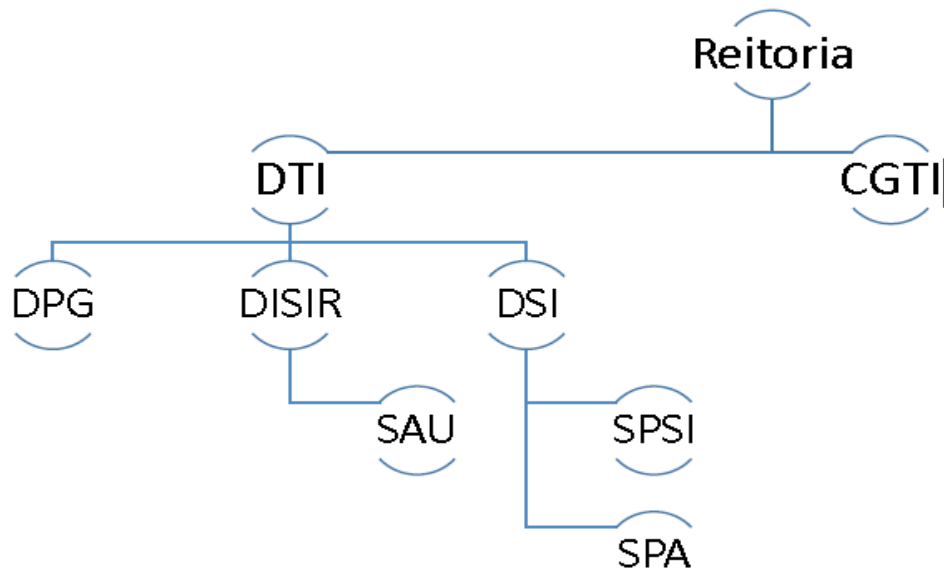 Reitoria
DTI
CGTI
DPG
DISIR
DSI
SAU
SPSI
SPA